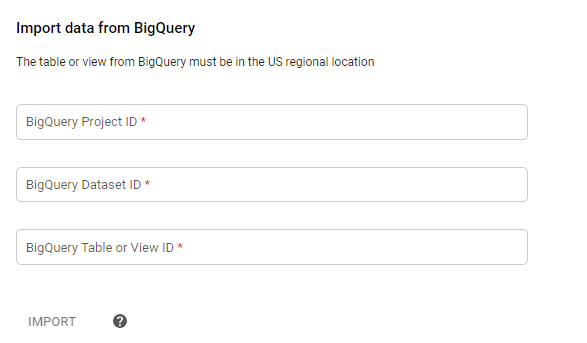 Import data from BigQuery
The table or view from BigQuery must be in the US regional location
BigQuery Project ID *
BigQuery Dataset ID *
BigQuery Table or View ID *
IMPORT ?